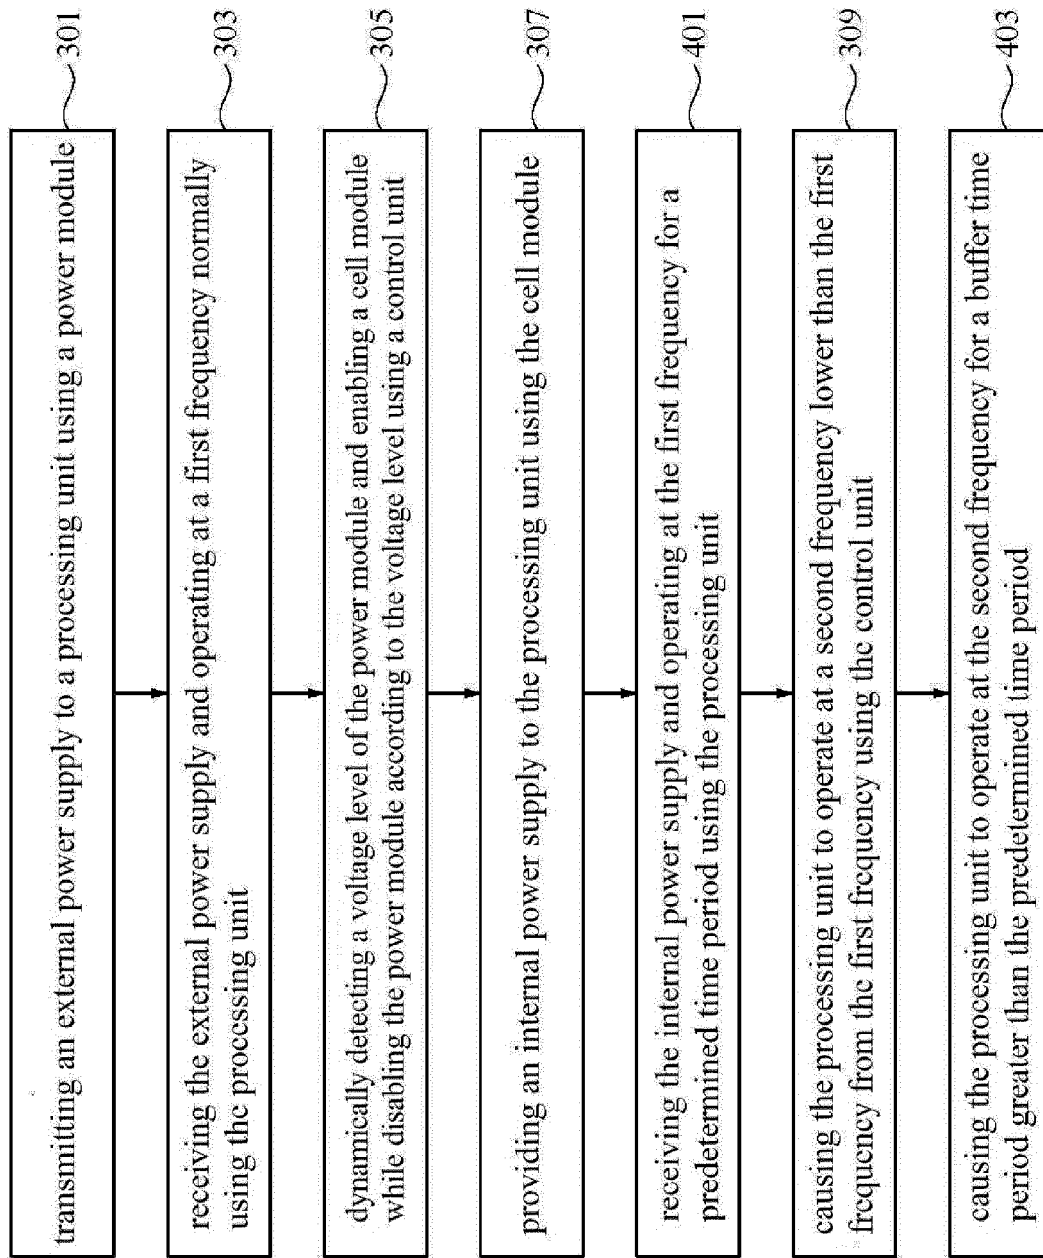 transmitting an external power supply to a processing unit using a power module
301
receiving the external power supply and operating at a first frequency normally
using the processing unit
303
dynamically detecting a voltage level of the power module and enabling a cell module
while disabling the power module according to the voltage level using a control unit
305
providing an internal power supply to the processing unit using the cell module
307
receiving the internal power supply and operating at the first frequency for a
predetermined time period using the processing unit
401
causing the processing unit to operate at a second frequency lower than the first
frequency from the first frequency using the control unit
309
causing the processing unit to operate at the second frequency for a buffer time
period greater than the predetermined time period
403